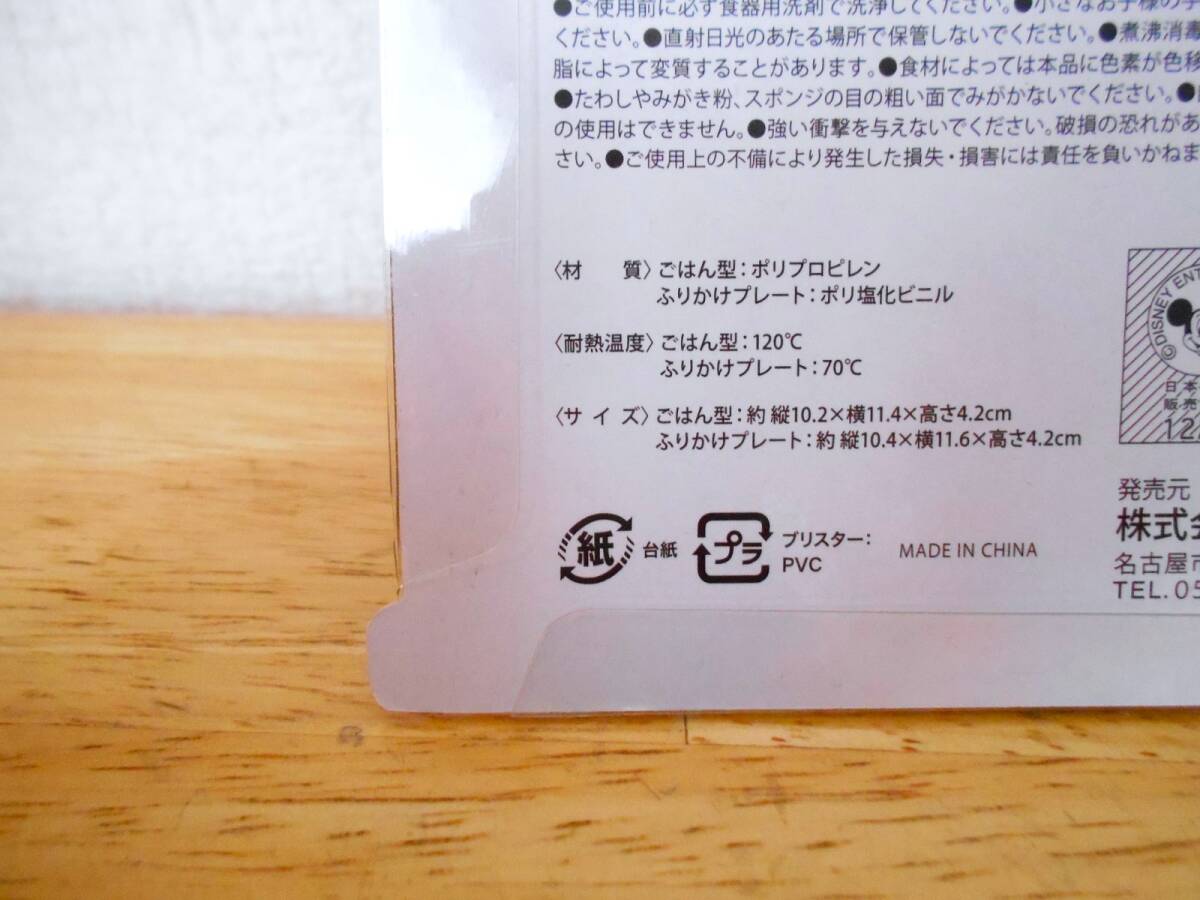 ●ご使用前に必ず食器用洗剤で洗浄してください。●小さなお子様の手
ください。●直射日光のあたる場所で保管しないでください。●煮沸消毒
脂によって変質することがあります。●食材によっては本品に色素が色移
●たわしやみがき粉、スポンジの目の粗い面でみがかないでください。●
の使用はできません。●強い衝撃を与えないでください。破損の恐れがあ
さい。●ご使用上の不備により発生した損失・損害には責任を負いかねま
〈材 質〉ごはん型：ポリプロピレン
ふりかけプレート：ポリ塩化ビニル
〈耐熱温度〉ごはん型：120℃
ふりかけプレート：70℃
〈サイズ〉ごはん型：約 縦10.2×横11.4×高さ4.2cm
ふりかけプレート：約 縦10.4×横11.6×高さ4.2cm
©DISNEY ENT
日本
販売
12
発売元
株式会
名古屋市
TEL.05
紙 台紙
プラ ブリスター：
PVC
MADE IN CHINA